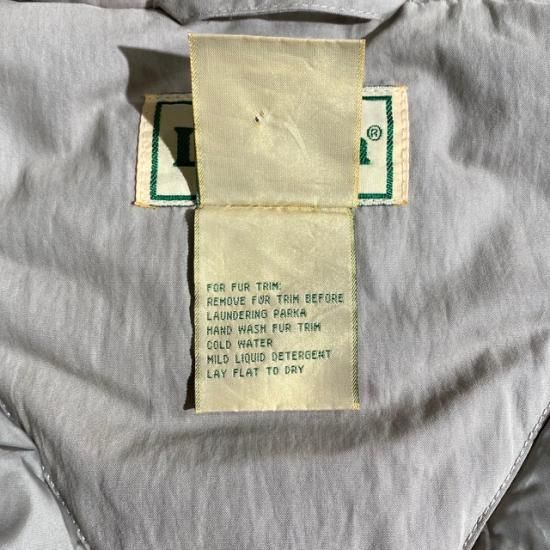 ®
FOR FUR TRIM:
REMOVE FUR TRIM BEFORE
LAUNDERING PARKA
HAND WASH FUR TRIM
COLD WATER
MILD LIQUID DETERGENT
LAY FLAT TO DRY